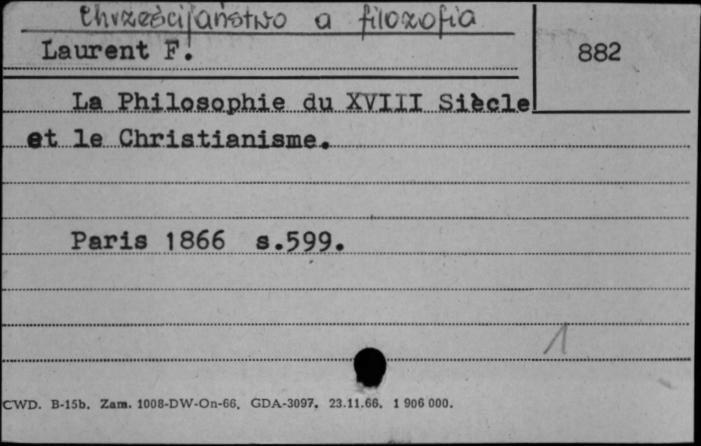 Chrześcijaństwo a filozofia
Laurent F.
882
La Philosophie du XVIII Siècle
et le Christianisme.
Paris 1866 s.599.
1
CWD. B-15b. Zam. 1008-DW-On-66. GDA-3097. 23.11.66. 1 906 000.